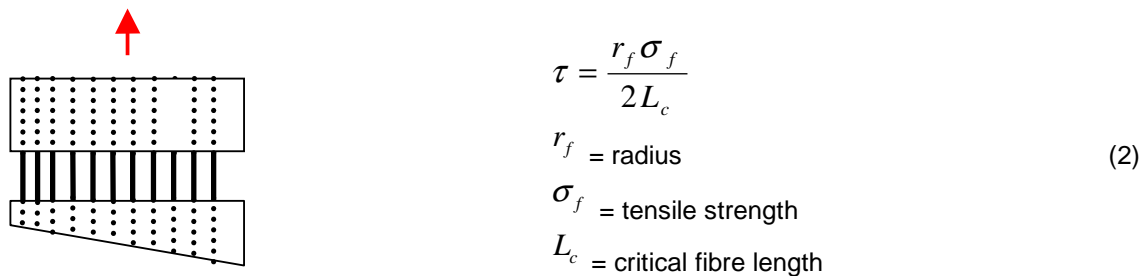 τ = r_f σ_f / 2L_c
r_f = radius
(2)
σ_f = tensile strength
L_c = critical fibre length